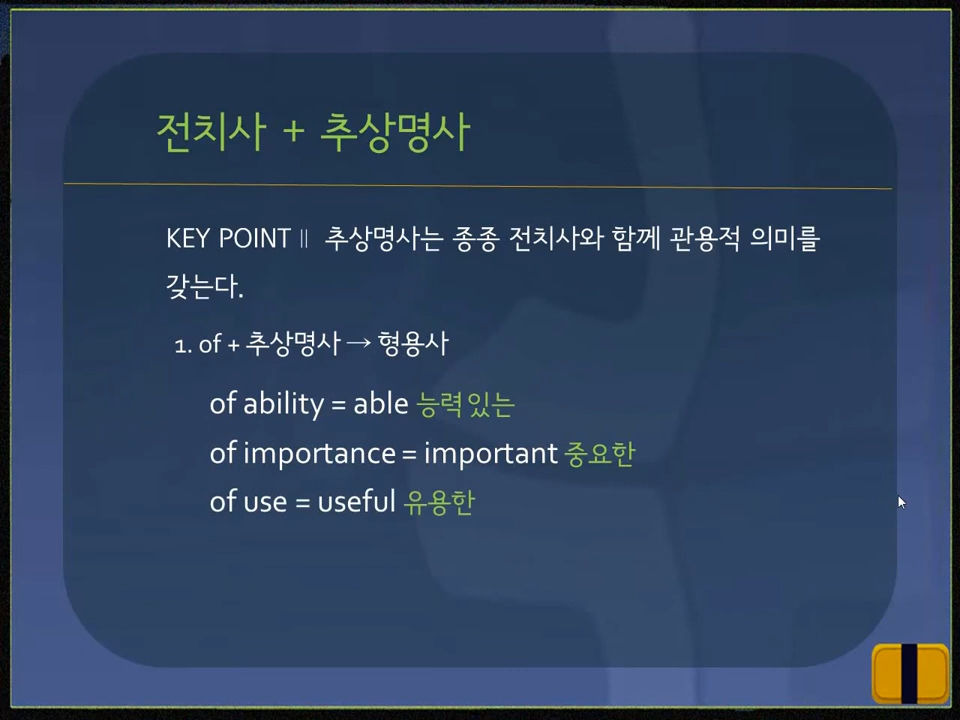 전치사 + 추상명사
KEY POINT Ⅱ 추상명사는 종종 전치사와 함께 관용적 의미를
갖는다.
1. of + 추상명사 → 형용사
of ability = able 능력 있는
of importance = important 중요한
of use = useful 유용한